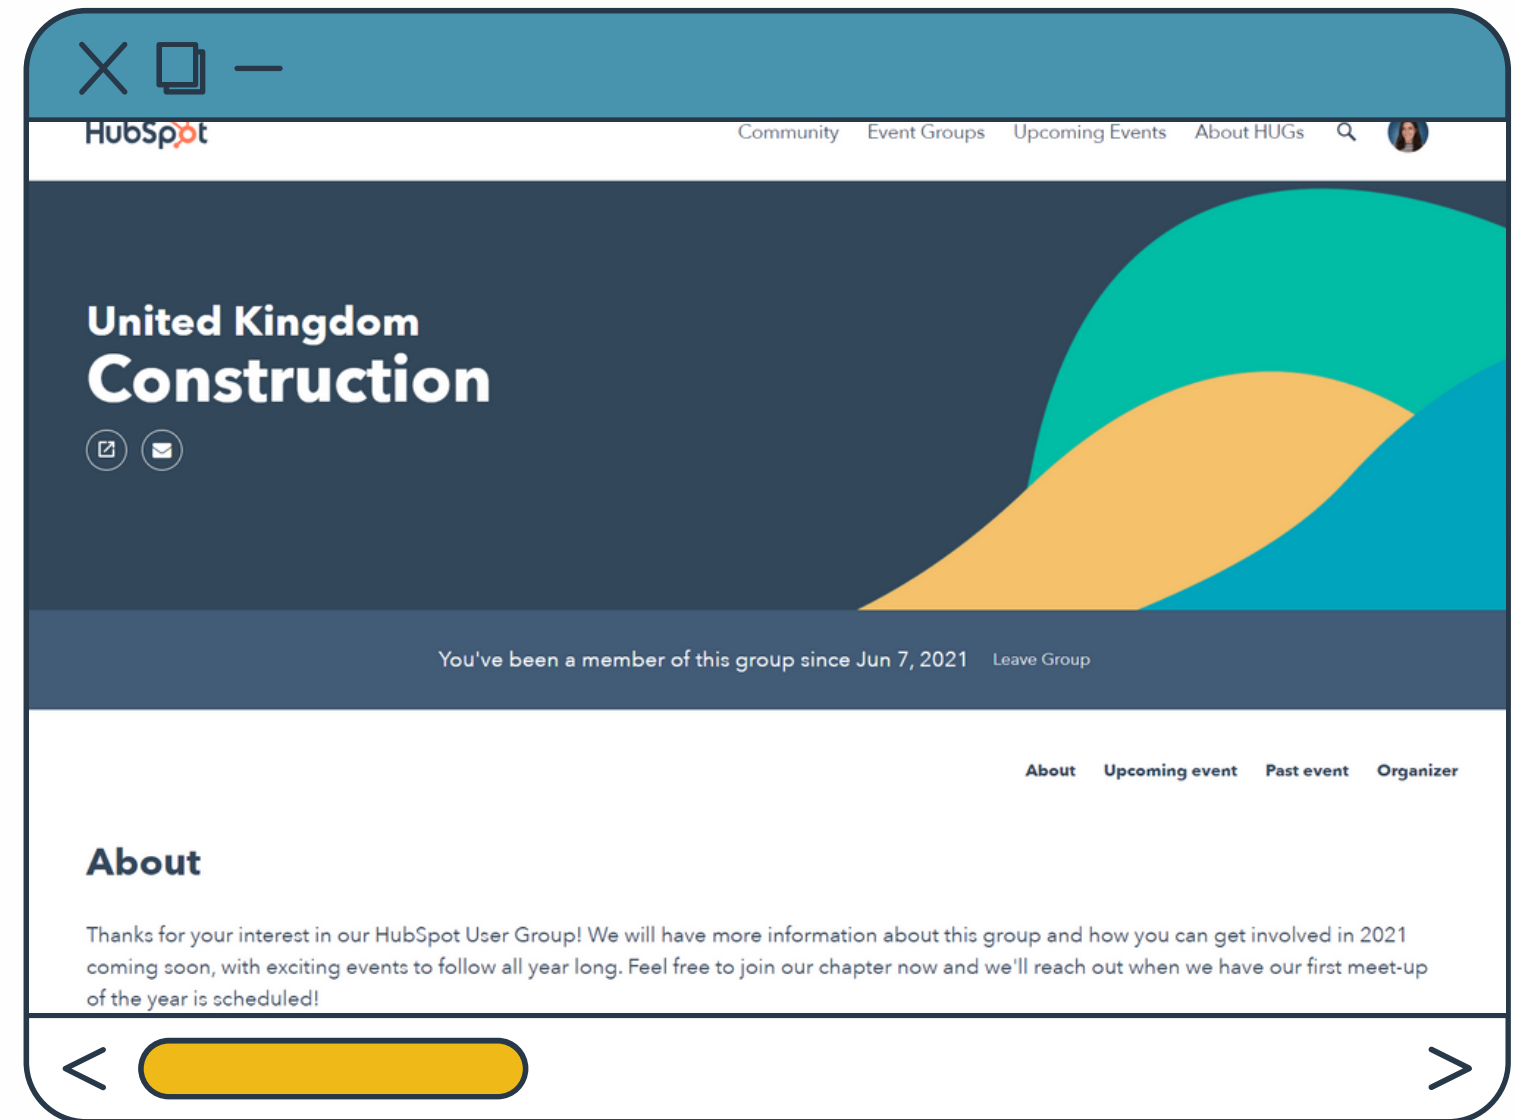 HubSpot
Community Event Groups Upcoming Events About HUGs
United Kingdom
Construction
You've been a member of this group since Jun 7, 2021 Leave Group
About Upcoming event Past event Organizer
About
Thanks for your interest in our HubSpot User Group! We will have more information about this group and how you can get involved in 2021
coming soon, with exciting events to follow all year long. Feel free to join our chapter now and we'll reach out when we have our first meet-up
of the year is scheduled!